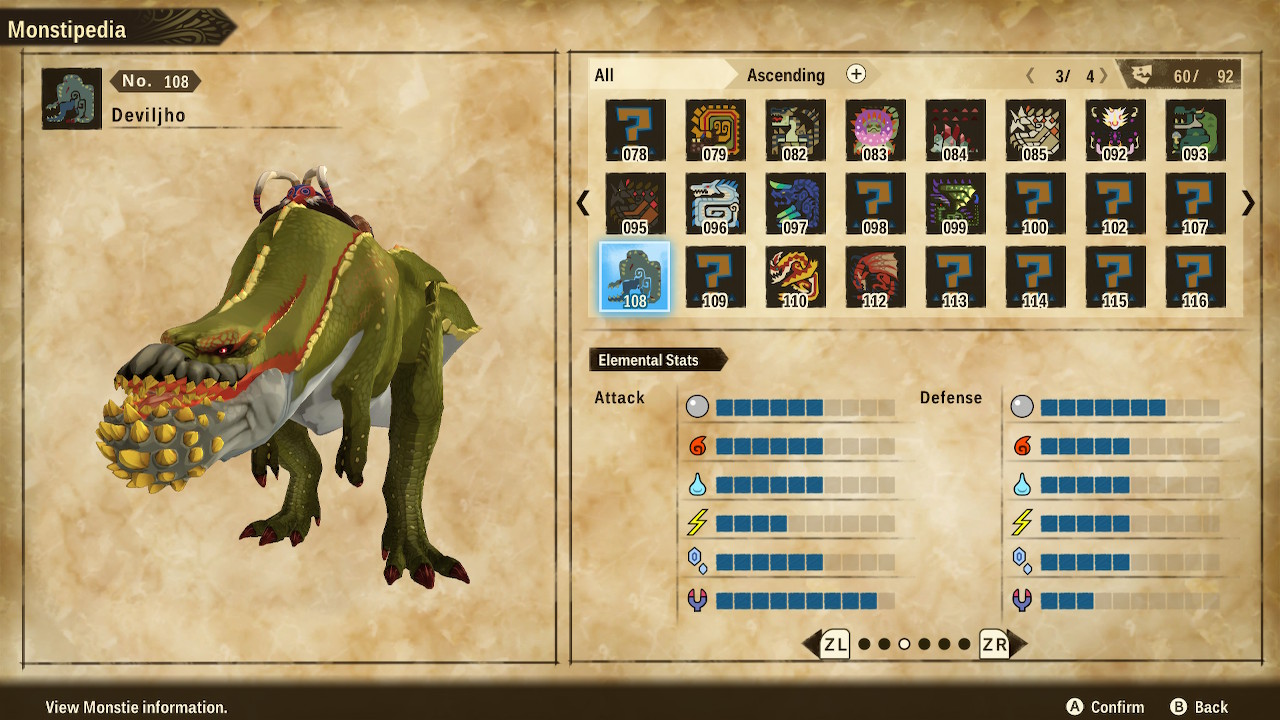 Monstipedia
No. 108
Deviljho
All
Ascending
3/ 4
60/ 92
078 079 082 083 084 085 092 093
095 096 097 098 099 100 102 107
108 109 110 112 113 114 115 116
Elemental Stats
Attack
Defense
ZL
ZR
View Monstie information.
A Confirm
B Back